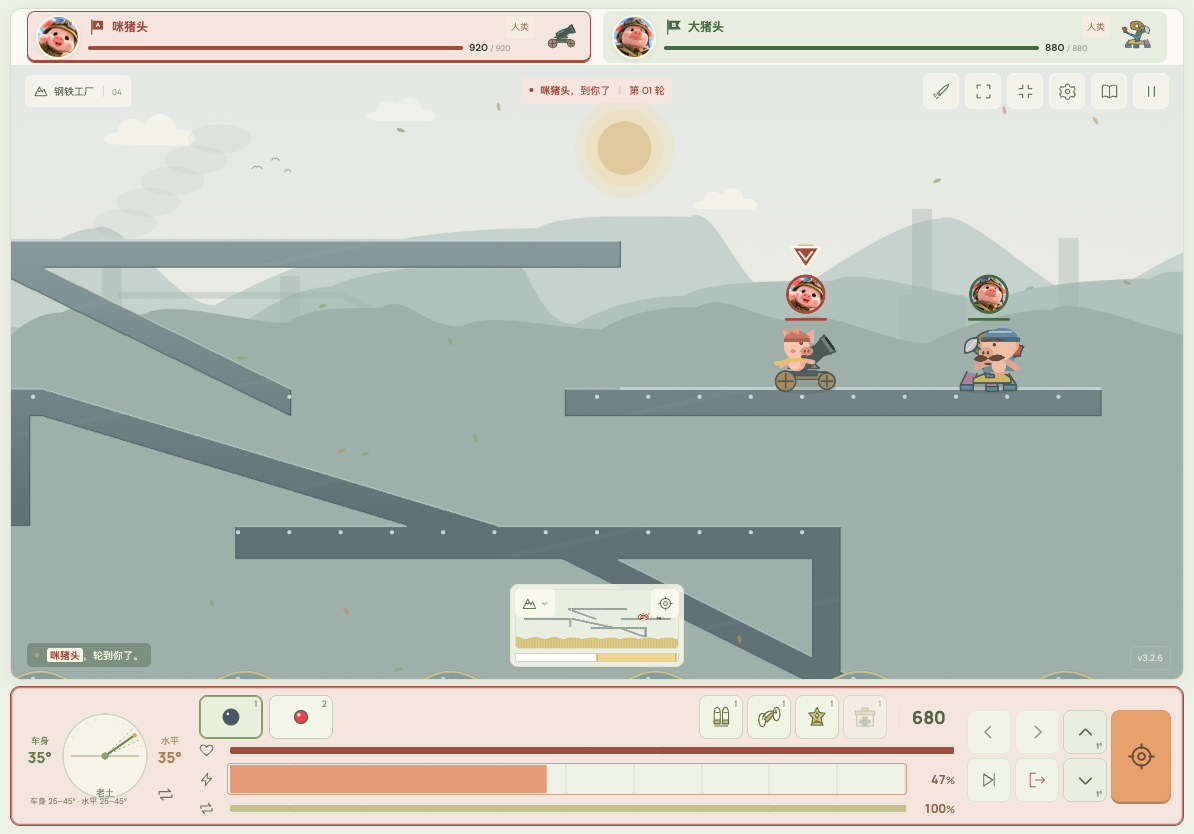 咪猪头
人类
920 / 920
大猪头
人类
880 / 880
钢铁工厂 04
咪猪头，到你了 第 01 轮
咪猪头，轮到你了。
v3.2.6
车身
35°
水平
35°
老土
车身 25–45° · 水平 25–45°
1
2
1
1
1
1
680
47%
100%
1°
1°